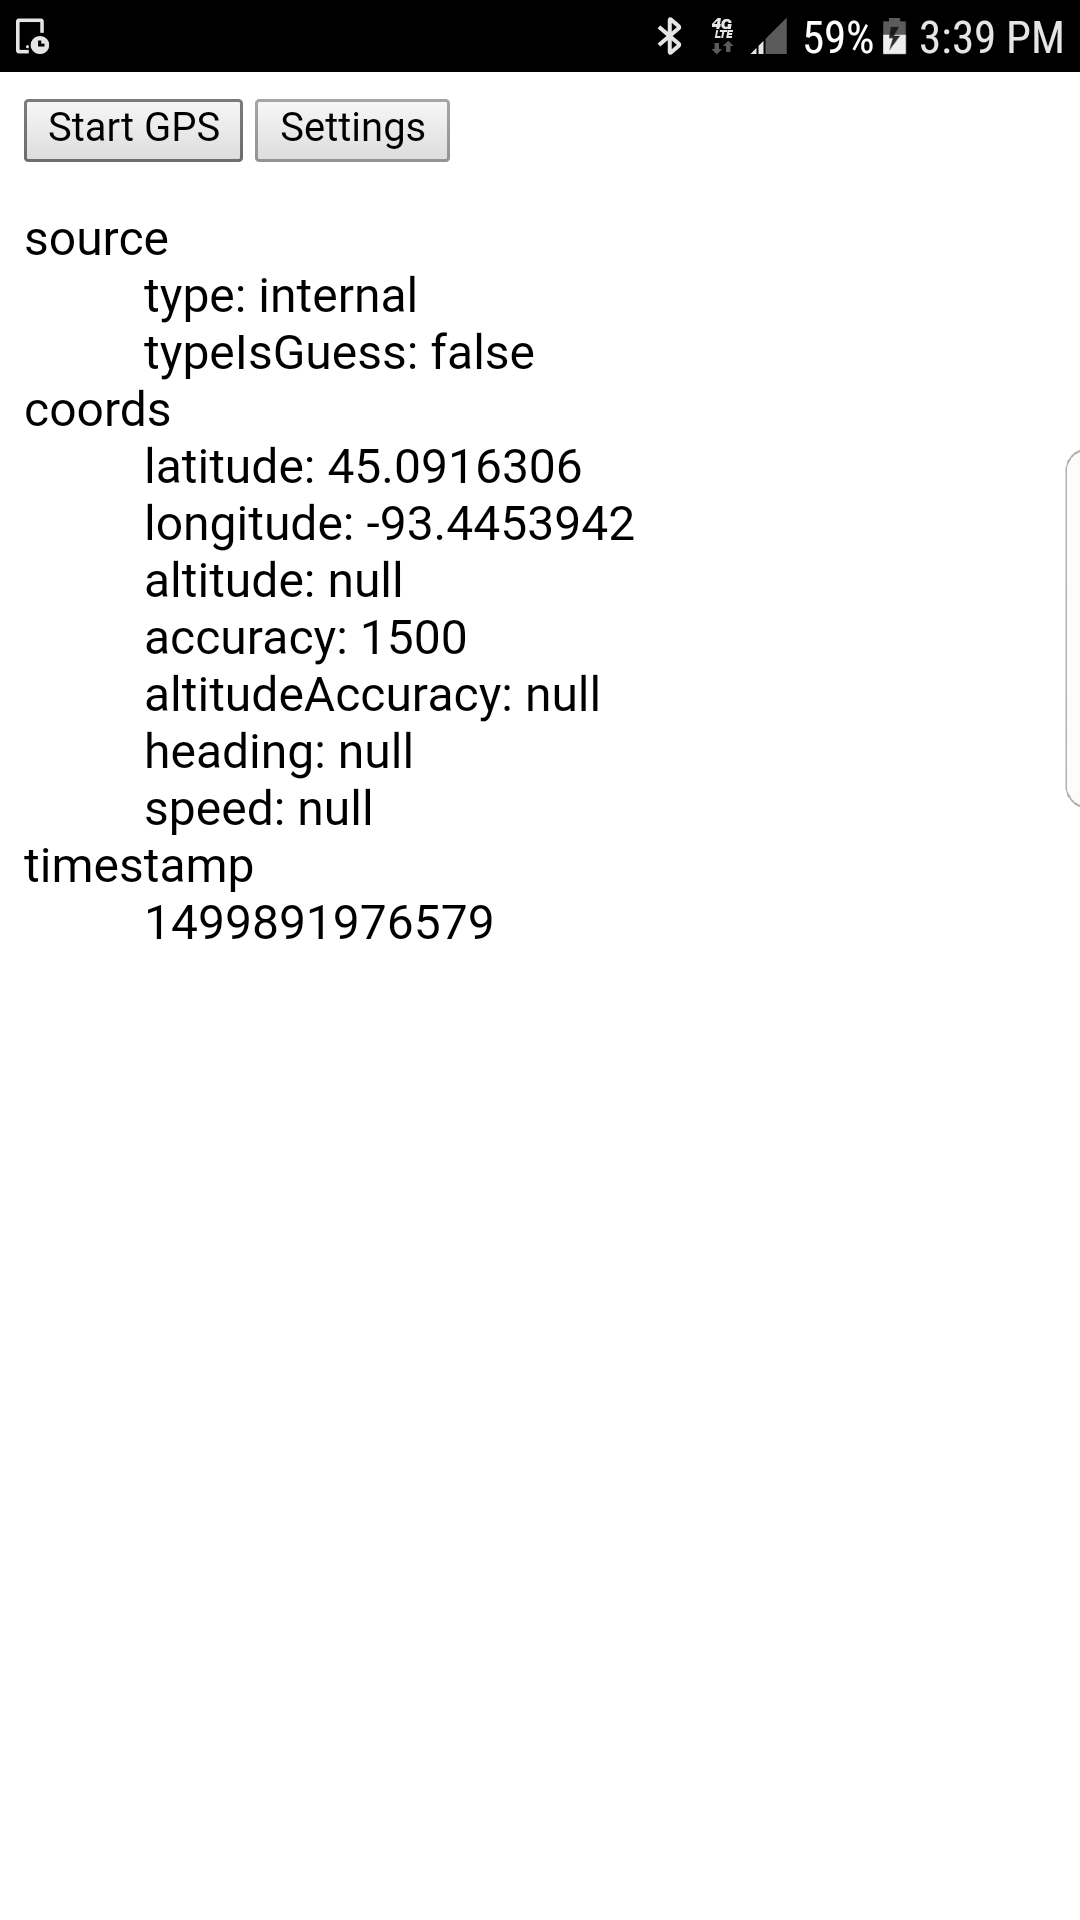 4G
LTE
59%
3:39 PM
Start GPS
Settings
source
type: internal
typeIsGuess: false
coords
latitude: 45.0916306
longitude: -93.4453942
altitude: null
accuracy: 1500
altitudeAccuracy: null
heading: null
speed: null
timestamp
1499891976579